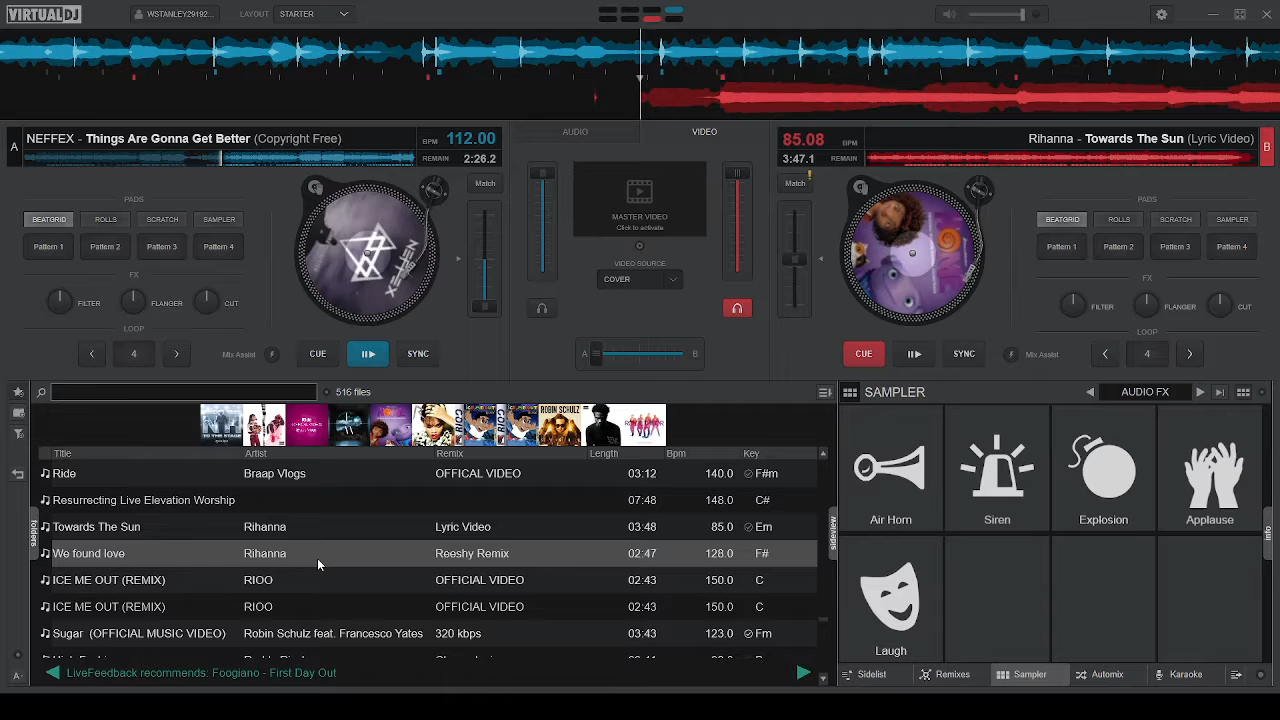 VIRTUALDJ
WSTANLEY29192...
LAYOUT STARTER
A
NEFFEX - Things Are Gonna Get Better (Copyright Free)
BPM 112.00
REMAIN 2:26.2
AUDIO
VIDEO
85.08 BPM
3:47.1 REMAIN
Rihanna - Towards The Sun (Lyric Video)
B
PADS
BEATGRID ROLLS SCRATCH SAMPLER
Pattern 1 Pattern 2 Pattern 3 Pattern 4
FX
FILTER FLANGER CUT
LOOP
4
Mix Assist
CUE
SYNC
Match
NEFFEX
MASTER VIDEO
Click to activate
VIDEO SOURCE
COVER
A B
Match
PADS
BEATGRID ROLLS SCRATCH SAMPLER
Pattern 1 Pattern 2 Pattern 3 Pattern 4
FX
FILTER FLANGER CUT
LOOP
CUE
SYNC
Mix Assist
4
516 files
TO THE STAGE
Ride
ROBIN SCHULZ
folders
Title Artist Remix Length Bpm Key
Ride Braap Vlogs OFFICAL VIDEO 03:12 140.0 F#m
Resurrecting Live Elevation Worship 07:48 148.0 C#
Towards The Sun Rihanna Lyric Video 03:48 85.0 Em
We found love Rihanna Reeshy Remix 02:47 128.0 F#
ICE ME OUT (REMIX) RIOO OFFICIAL VIDEO 02:43 150.0 C
ICE ME OUT (REMIX) RIOO OFFICIAL VIDEO 02:43 150.0 C
Sugar (OFFICIAL MUSIC VIDEO) Robin Schulz feat. Francesco Yates 320 kbps 03:43 123.0 Fm
LiveFeedback recommends: Foogiano - First Day Out
A
sideview
SAMPLER
AUDIO FX
Air Horn
Siren
Explosion
Applause
Laugh
info
Sidelist
Remixes
Sampler
Automix
Karaoke